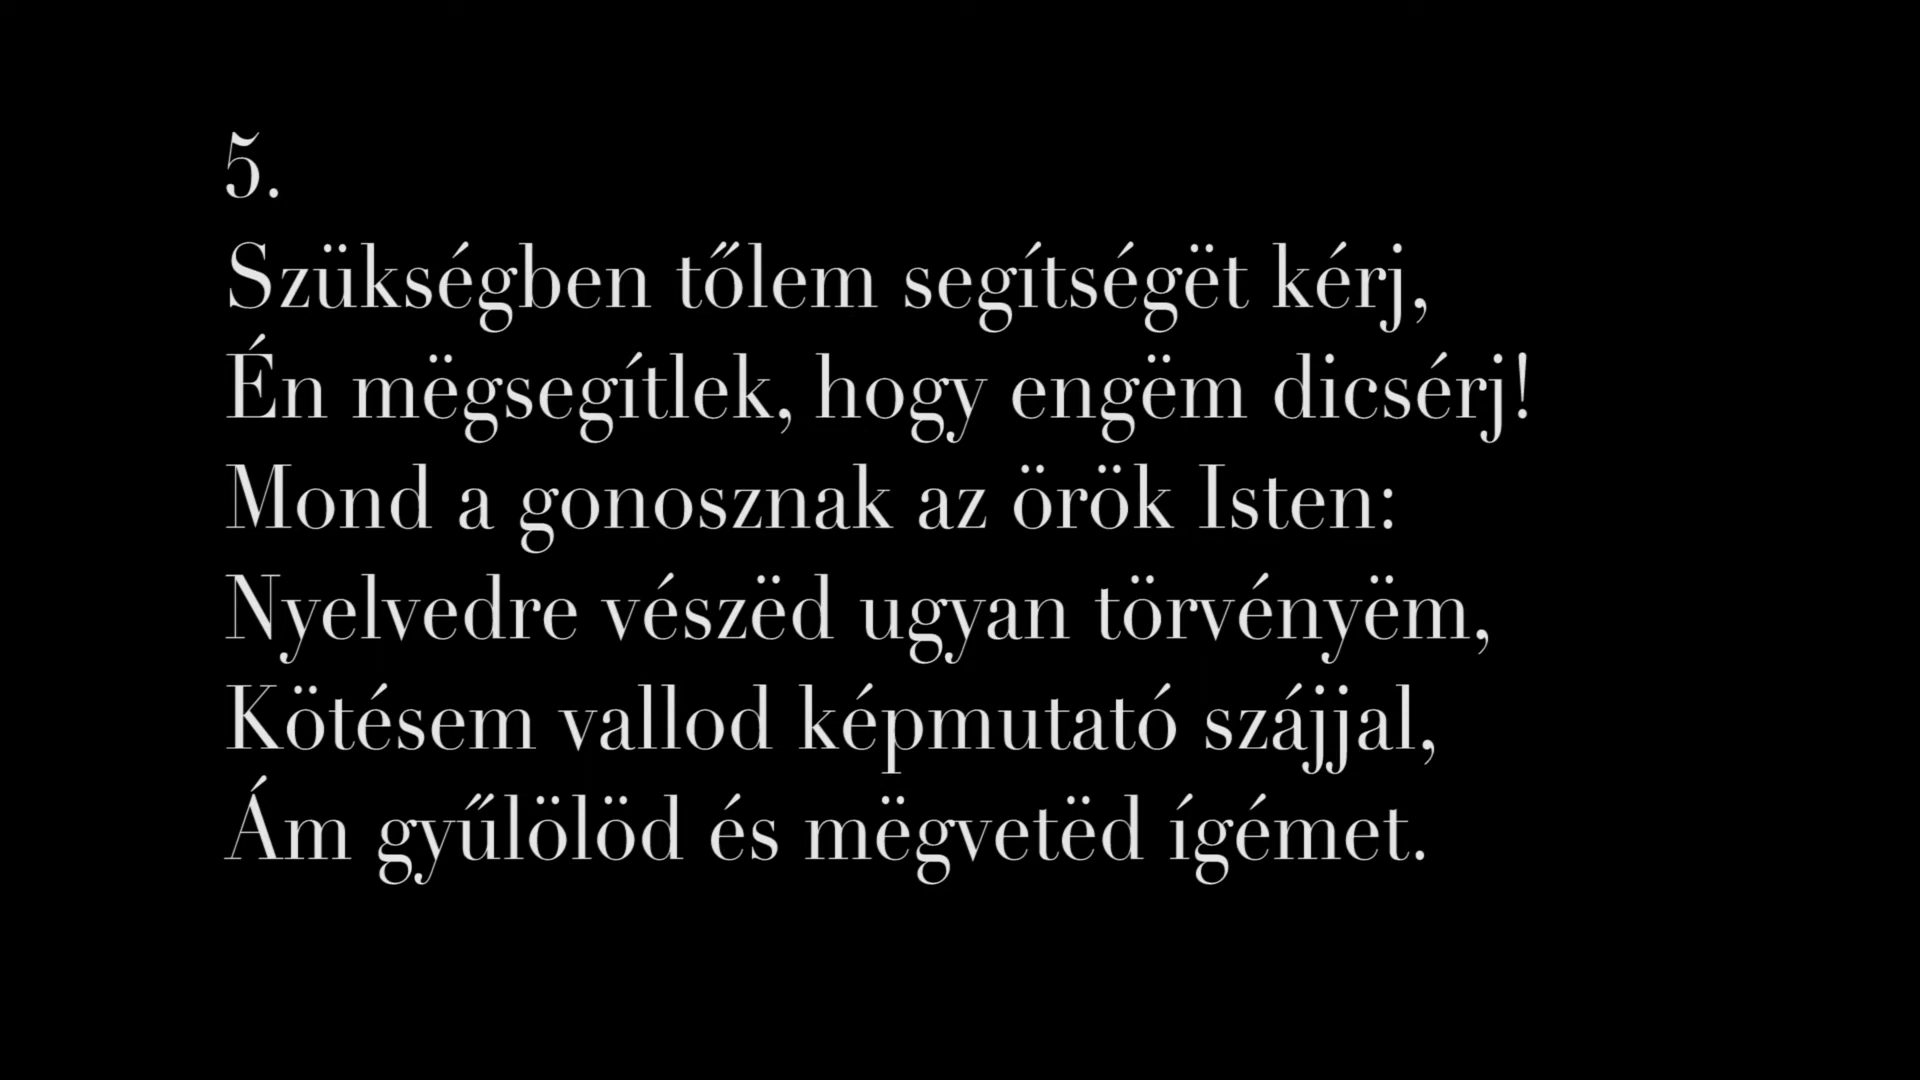 5.
Szükségben tőlem segítségët kérj,
Én mëgsegítlek, hogy engëm dicsérj!
Mond a gonosznak az örök Isten:
Nyelvedre vészëd ugyan törvényëm,
Kötésem vallod képmutató szájjal,
Ám gyűlölöd és mëgvetëd ígémet.